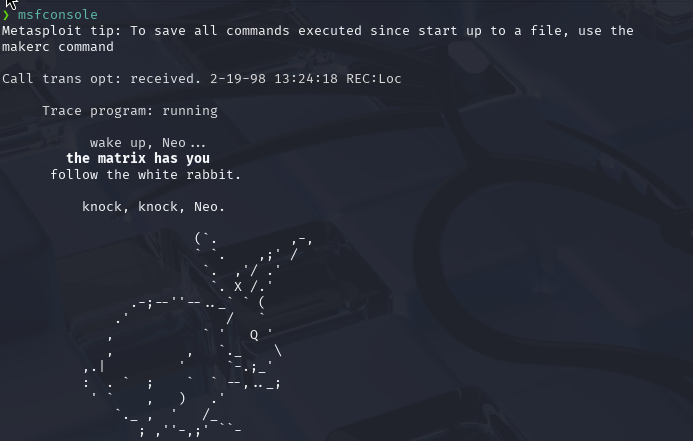 ❯ msfconsole
Metasploit tip: To save all commands executed since start up to a file, use the
makerc command
Call trans opt: received. 2-19-98 13:24:18 REC:Loc
Trace program: running
wake up, Neo...
the matrix has you
follow the white rabbit.
knock, knock, Neo.